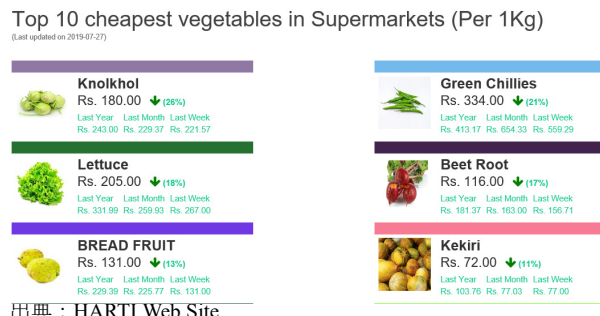 Top 10 cheapest vegetables in Supermarkets (Per 1Kg)
(Last updated on 2019-07-27)
Knolkhol
Rs. 180.00 (26%)
Last Year Last Month Last Week
Rs. 243.00 Rs. 229.37 Rs. 221.57
Green Chillies
Rs. 334.00 (21%)
Last Year Last Month Last Week
Rs. 413.17 Rs. 654.33 Rs. 559.29
Lettuce
Rs. 205.00 (18%)
Last Year Last Month Last Week
Rs. 331.99 Rs. 259.93 Rs. 267.00
Beet Root
Rs. 116.00 (17%)
Last Year Last Month Last Week
Rs. 181.37 Rs. 163.00 Rs. 156.71
BREAD FRUIT
Rs. 131.00 (13%)
Last Year Last Month Last Week
Rs. 229.39 Rs. 225.77 Rs. 131.00
Kekiri
Rs. 72.00 (11%)
Last Year Last Month Last Week
Rs. 103.76 Rs. 77.03 Rs. 77.00
出典：HARTI Web Site